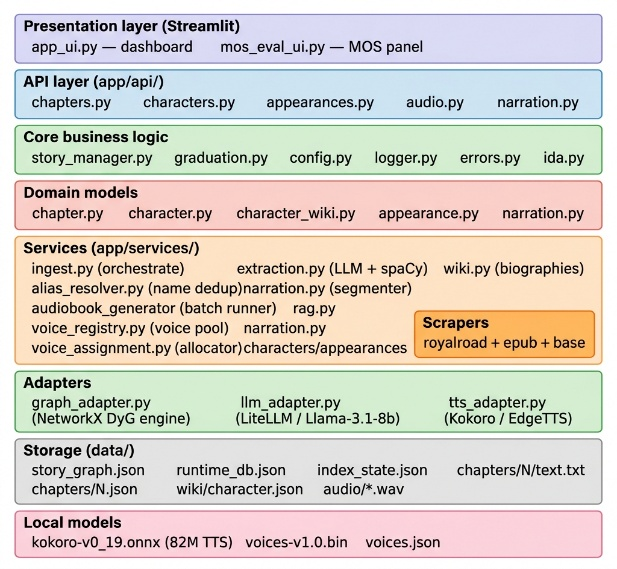 Presentation layer (Streamlit)
app_ui.py — dashboard mos_eval_ui.py — MOS panel
API layer (app/api/)
chapters.py characters.py appearances.py audio.py narration.py
Core business logic
story_manager.py graduation.py config.py logger.py errors.py ida.py
Domain models
chapter.py character.py character_wiki.py appearance.py narration.py
Services (app/services/)
ingest.py (orchestrate) extraction.py (LLM + spaCy) wiki.py (biographies)
alias_resolver.py (name dedup)narration.py (segmenter)
audiobook_generator (batch runner) rag.py
voice_registry.py (voice pool) narration.py
voice_assignment.py (allocator)characters/appearances
Scrapers
royalroad + epub + base
Adapters
graph_adapter.py llm_adapter.py tts_adapter.py
(NetworkX DyG engine) (LiteLLM / Llama-3.1-8b) (Kokoro / EdgeTTS)
Storage (data/)
story_graph.json runtime_db.json index_state.json chapters/N/text.txt
chapters/N.json wiki/character.json audio/*.wav
Local models
kokoro-v0_19.onnx (82M TTS) voices-v1.0.bin voices.json